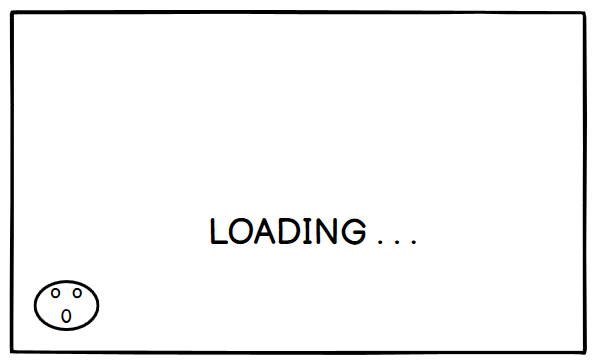 LOADING . . .